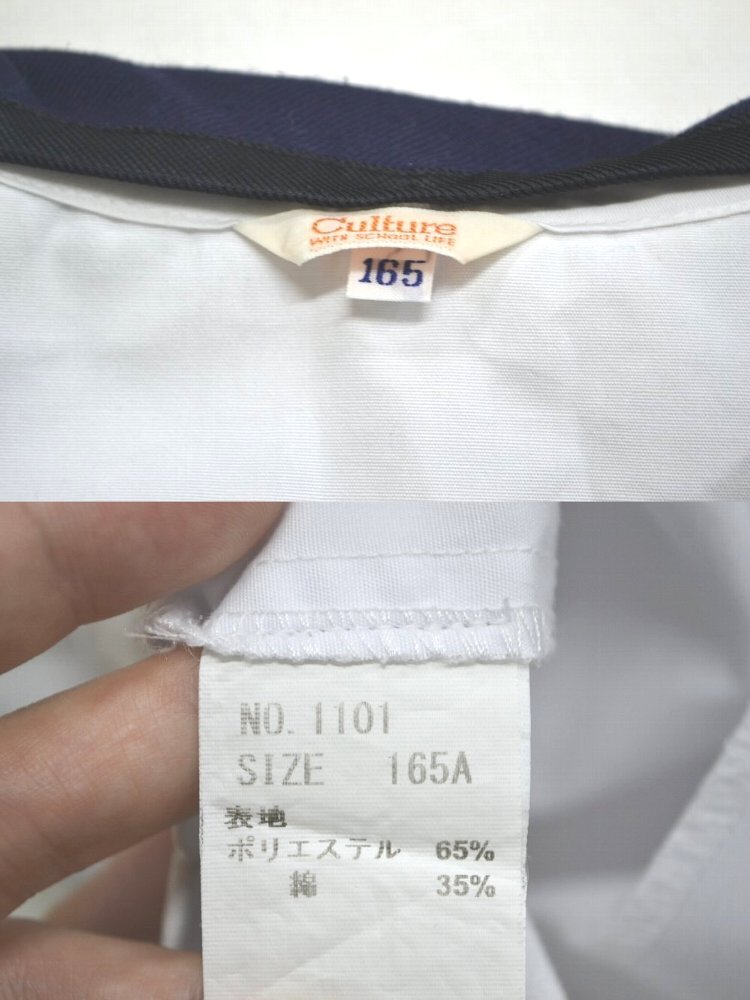 Culture
WITH SCHOOL LIFE
165
NO. 1101
SIZE 165A
表地
ポリエステル 65%
綿 35%